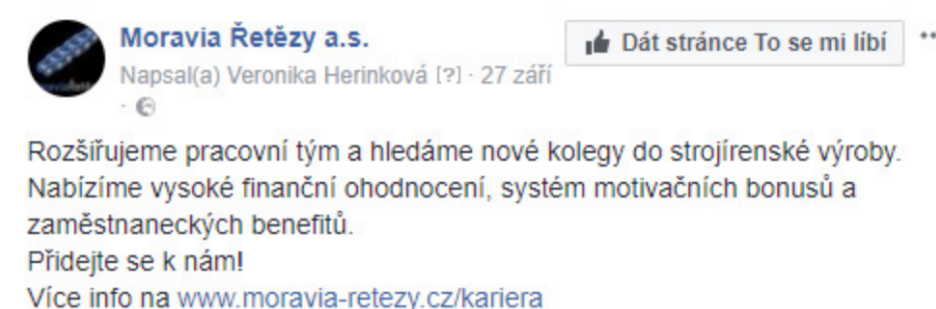 Moravia Řetězy a.s.
Dát stránce To se mi líbí
Napsal(a) Veronika Herinková [?] · 27 září
·
Rozšiřujeme pracovní tým a hledáme nové kolegy do strojírenské výroby.
Nabízíme vysoké finanční ohodnocení, systém motivačních bonusů a
zaměstnaneckých benefitů.
Přidejte se k nám!
Více info na www.moravia-retezy.cz/kariera